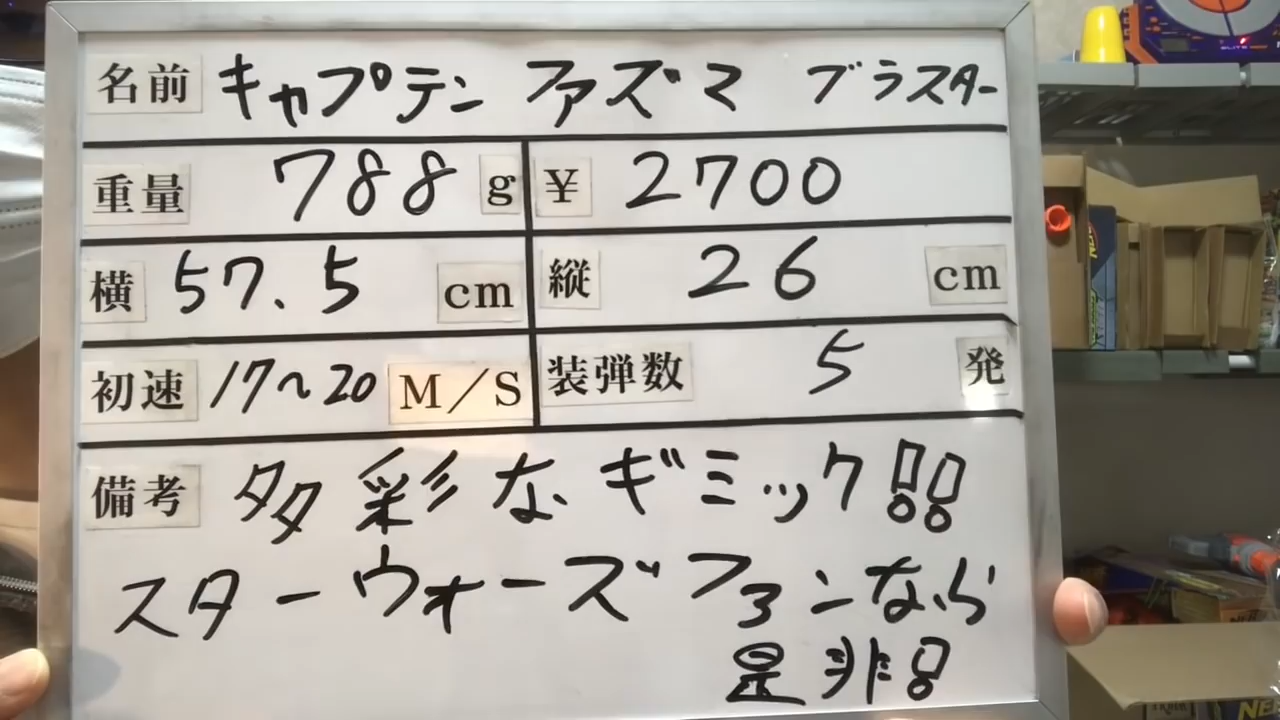 名前 キャプテン ファズマ ブラスター
重量 788 g ¥ 2700
横 57.5 cm 縦 26 cm
初速 17〜20 M/S 装弾数 5 発
備考 多彩なギミック!!
スターウォーズファンなら
是非!